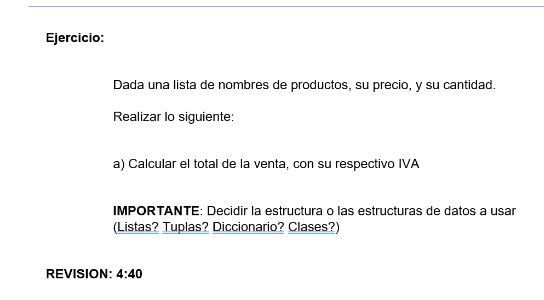 Ejercicio:
Dada una lista de nombres de productos, su precio, y su cantidad.
Realizar lo siguiente:
a) Calcular el total de la venta, con su respectivo IVA
IMPORTANTE: Decidir la estructura o las estructuras de datos a usar
(Listas? Tuplas? Diccionario? Clases?)
REVISION: 4:40